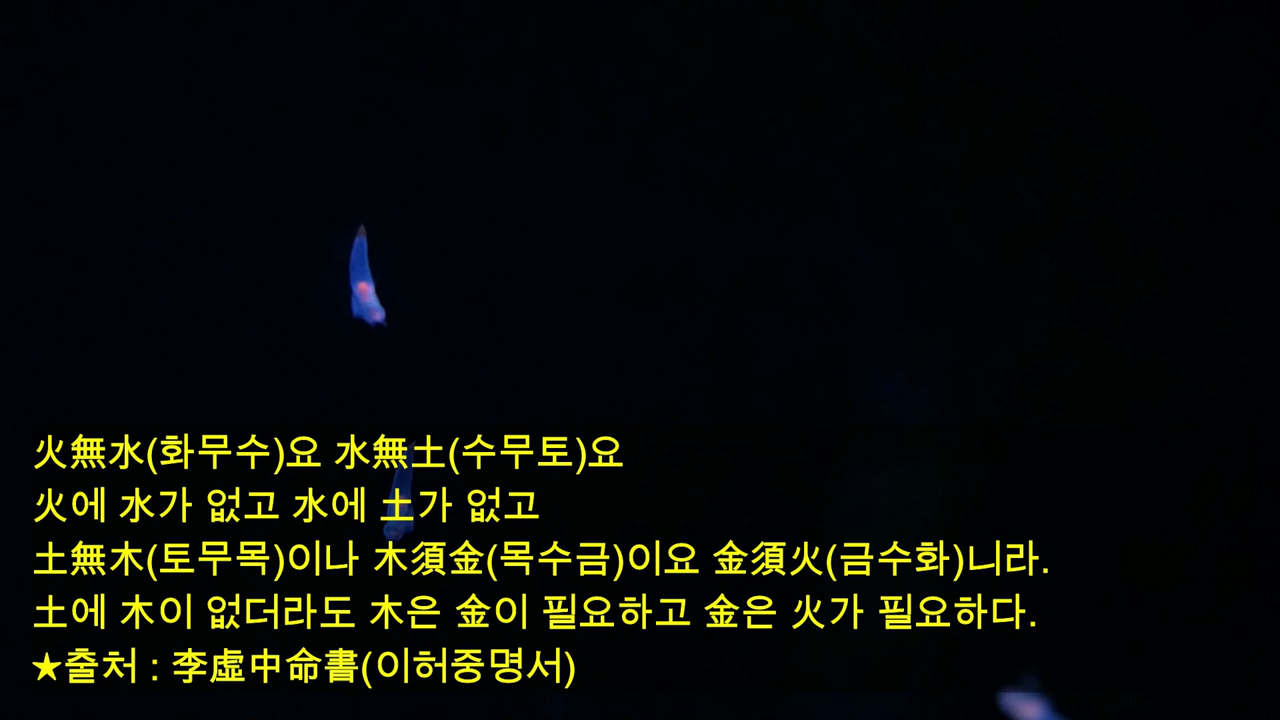 火無水(화무수)요 水無土(수무토)요
火에 水가 없고 水에 土가 없고
土無木(토무목)이나 木須金(목수금)이요 金須火(금수화)니라.
土에 木이 없더라도 木은 金이 필요하고 金은 火가 필요하다.
★출처 : 李虛中命書(이허중명서)